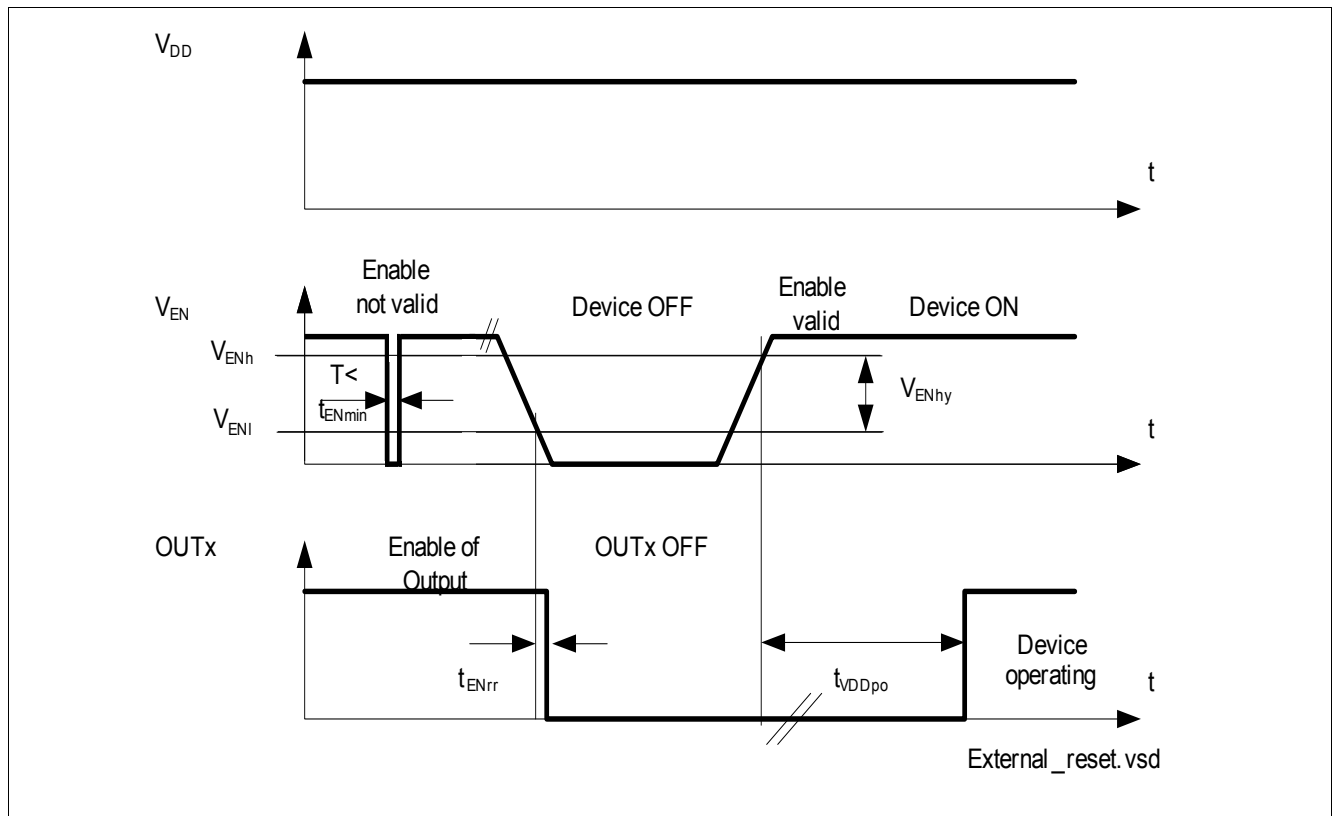 VDD
t
Enable
not valid
VEN
Device OFF
Enable
valid
Device ON
VENh
T<
tENmin
VENhy
VENl
t
OUTx
Enable of
Output
OUTx OFF
tENrr
tVDDpo
Device
operating
t
External_reset.vsd